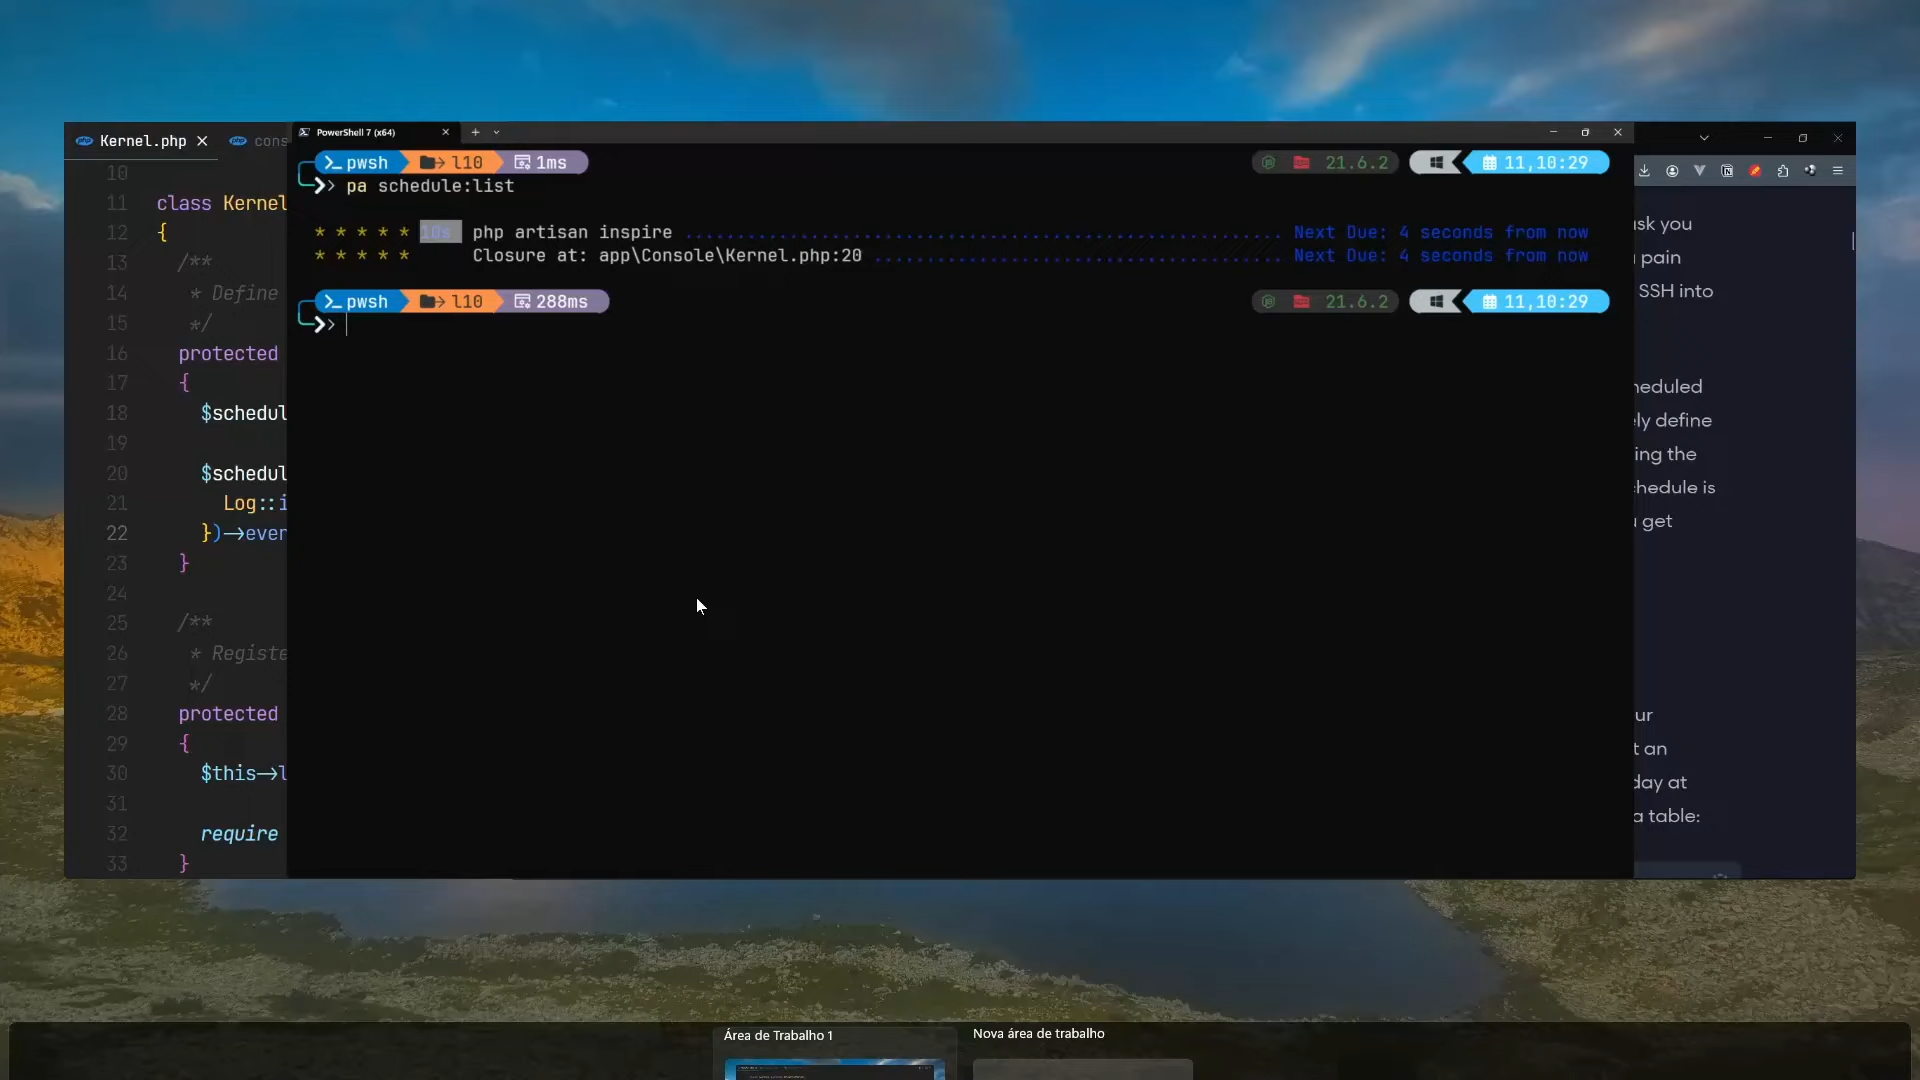 Kernel.php
cons
10
11 class Kernel
12 {
13 /**
14 * Define
15 */
16 protected
17 {
18 $schedul
19
20 $schedul
21 Log::i
22 })→ever
23 }
24
25 /**
26 * Registe
27 */
28 protected
29 {
30 $this→l
31
32 require
33 }
PowerShell 7 (x64)
pwsh l10 1ms 21.6.2 11,10:29
pa schedule:list
* * * * * 10s php artisan inspire ........................................................ Next Due: 4 seconds from now
* * * * * Closure at: app\Console\Kernel.php:20 ....................................... Next Due: 4 seconds from now
pwsh l10 288ms 21.6.2 11,10:29
sk you
pain
SSH into
heduled
ly define
ing the
chedule is
get
ur
t an
day at
a table:
Área de Trabalho 1
Nova área de trabalho